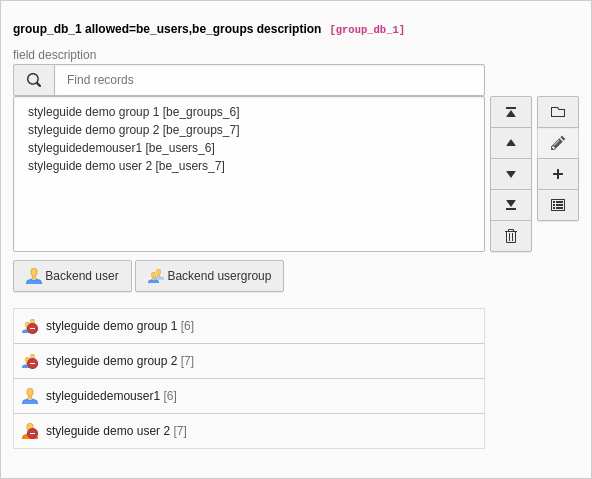 group_db_1 allowed=be_users,be_groups description [group_db_1]
field description
Find records
styleguide demo group 1 [be_groups_6]
styleguide demo group 2 [be_groups_7]
styleguidedemouser1 [be_users_6]
styleguide demo user 2 [be_users_7]
Backend user Backend usergroup
styleguide demo group 1 [6]
styleguide demo group 2 [7]
styleguidedemouser1 [6]
styleguide demo user 2 [7]